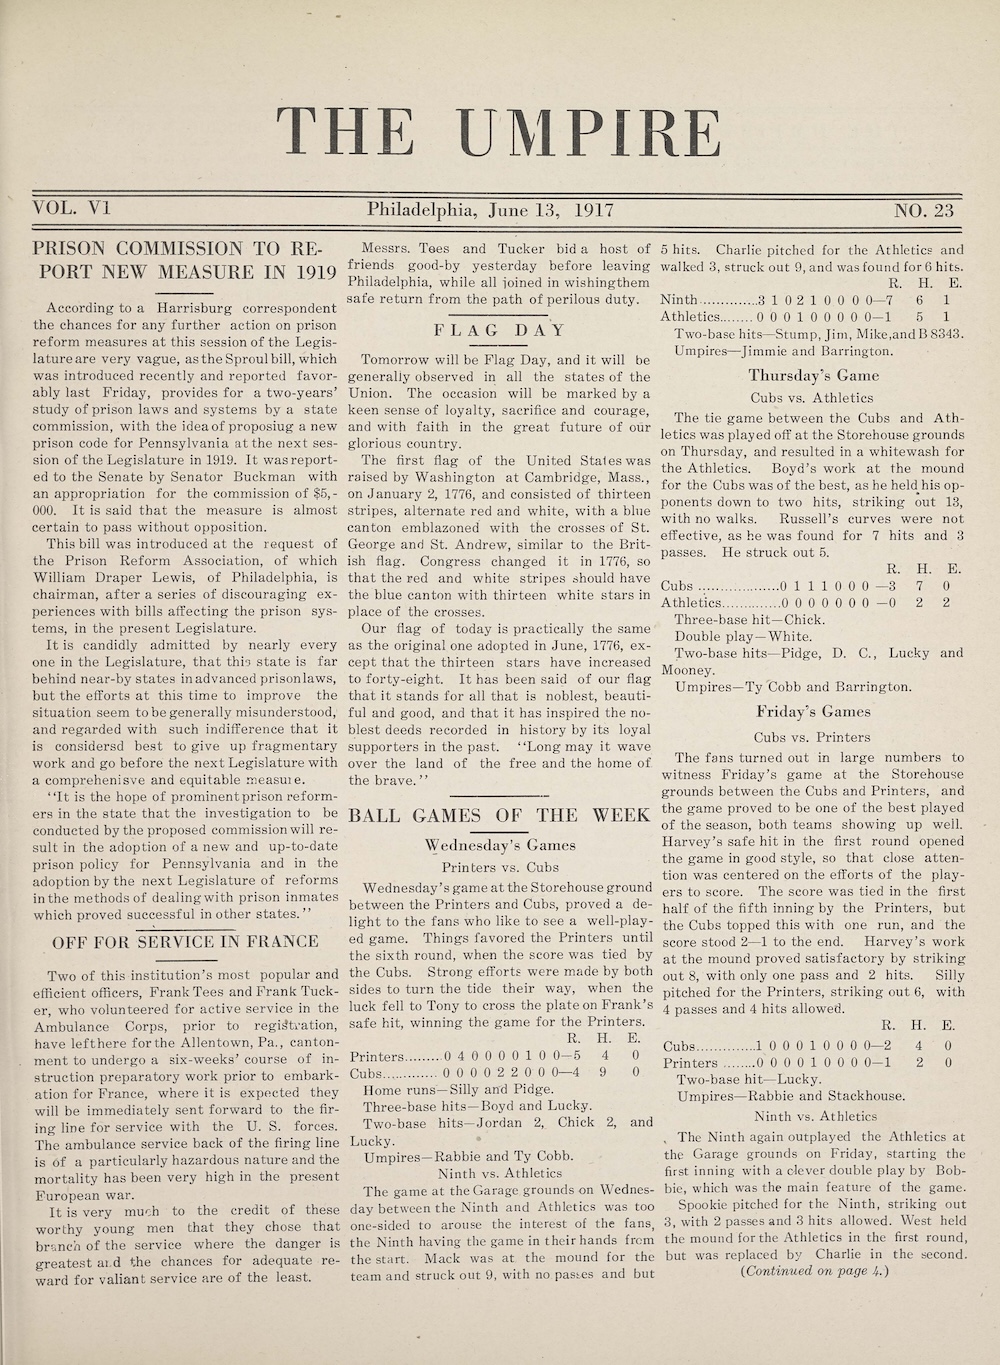 THE UMPIRE
VOL. V1
Philadelphia, June 13, 1917
NO. 23
PRISON COMMISSION TO RE-
PORT NEW MEASURE IN 1919
According to a Harrisburg correspondent
the chances for any further action on prison
reform measures at this session of the Legis-
lature are very vague, as the Sproul bill, which
was introduced recently and reported favor-
ably last Friday, provides for a two-years'
study of prison laws and systems by a state
commission, with the idea of proposiug a new
prison code for Pennsylvania at the next ses-
sion of the Legislature in 1919. It was report-
ed to the Senate by Senator Buckman with
an appropriation for the commission of $5,-
000. It is said that the measure is almost
certain to pass without opposition.
This bill was introduced at the request of
the Prison Reform Association, of which
William Draper Lewis, of Philadelphia, is
chairman, after a series of discouraging ex-
periences with bills affecting the prison sys-
tems, in the present Legislature.
It is candidly admitted by nearly every
one in the Legislature, that this state is far
behind near-by states in advanced prison laws,
but the efforts at this time to improve the
situation seem to be generally misunderstood,
and regarded with such indifference that it
is considersd best to give up fragmentary
work and go before the next Legislature with
a comprehenisve and equitable measure.
"It is the hope of prominent prison reform-
ers in the state that the investigation to be
conducted by the proposed commission will re-
sult in the adoption of a new and up-to-date
prison policy for Pennsylvania and in the
adoption by the next Legislature of reforms
in the methods of dealing with prison inmates
which proved successful in other states."
OFF FOR SERVICE IN FRANCE
Two of this institution's most popular and
efficient officers, Frank Tees and Frank Tuck-
er, who volunteered for active service in the
Ambulance Corps, prior to registration,
have left here for the Allentown, Pa., canton-
ment to undergo a six-weeks' course of in-
struction preparatory work prior to embark-
ation for France, where it is expected they
will be immediately sent forward to the fir-
ing line for service with the U. S. forces.
The ambulance service back of the firing line
is of a particularly hazardous nature and the
mortality has been very high in the present
European war.
It is very much to the credit of these
worthy young men that they chose that
branch of the service where the danger is
greatest and the chances for adequate re-
ward for valiant service are of the least.
Messrs. Tees and Tucker bid a host of
friends good-by yesterday before leaving
Philadelphia, while all joined in wishing them
safe return from the path of perilous duty.
FLAG DAY
Tomorrow will be Flag Day, and it will be
generally observed in all the states of the
Union. The occasion will be marked by a
keen sense of loyalty, sacrifice and courage,
and with faith in the great future of our
glorious country.
The first flag of the United States was
raised by Washington at Cambridge, Mass.,
on January 2, 1776, and consisted of thirteen
stripes, alternate red and white, with a blue
canton emblazoned with the crosses of St.
George and St. Andrew, similar to the Brit-
ish flag. Congress changed it in 1776, so
that the red and white stripes should have
the blue canton with thirteen white stars in
place of the crosses.
Our flag of today is practically the same
as the original one adopted in June, 1776, ex-
cept that the thirteen stars have increased
to forty-eight. It has been said of our flag
that it stands for all that is noblest, beauti-
ful and good, and that it has inspired the no-
blest deeds recorded in history by its loyal
supporters in the past. "Long may it wave
over the land of the free and the home of
the brave."
BALL GAMES OF THE WEEK
Wednesday's Games
Printers vs. Cubs
Wednesday's game at the Storehouse ground
between the Printers and Cubs, proved a de-
light to the fans who like to see a well-play-
ed game. Things favored the Printers until
the sixth round, when the score was tied by
the Cubs. Strong efforts were made by both
sides to turn the tide their way, when the
luck fell to Tony to cross the plate on Frank's
safe hit, winning the game for the Printers.
R. H. E.
Printers.........0 4 0 0 0 0 1 0 0—5 4 0
Cubs............. 0 0 0 0 2 2 0 0 0—4 9 0
Home runs—Silly and Pidge.
Three-base hits—Boyd and Lucky.
Two-base hits—Jordan 2, Chick 2, and
Lucky.
Umpires—Rabbie and Ty Cobb.
Ninth vs. Athletics
The game at the Garage grounds on Wednes-
day between the Ninth and Athletics was too
one-sided to arouse the interest of the fans,
the Ninth having the game in their hands from
the start. Mack was at the mound for the
team and struck out 9, with no passes and but
5 hits. Charlie pitched for the Athletics and
walked 3, struck out 9, and was found for 6 hits.
R. H. E.
Ninth..............3 1 0 2 1 0 0 0 0—7 6 1
Athletics........ 0 0 0 1 0 0 0 0 0—1 5 1
Two-base hits—Stump, Jim, Mike,and B 8343.
Umpires—Jimmie and Barrington.
Thursday's Game
Cubs vs. Athletics
The tie game between the Cubs and Ath-
letics was played off at the Storehouse grounds
on Thursday, and resulted in a whitewash for
the Athletics. Boyd's work at the mound
for the Cubs was of the best, as he held his op-
ponents down to two hits, striking out 13,
with no walks. Russell's curves were not
effective, as he was found for 7 hits and 3
passes. He struck out 5.
R. H. E.
Cubs ....................0 1 1 1 0 0 0 —3 7 0
Athletics..............0 0 0 0 0 0 0 —0 2 2
Three-base hit—Chick.
Double play—White.
Two-base hits—Pidge, D. C., Lucky and
Mooney.
Umpires—Ty Cobb and Barrington.
Friday's Games
Cubs vs. Printers
The fans turned out in large numbers to
witness Friday's game at the Storehouse
grounds between the Cubs and Printers, and
the game proved to be one of the best played
of the season, both teams showing up well.
Harvey's safe hit in the first round opened
the game in good style, so that close atten-
tion was centered on the efforts of the play-
ers to score. The score was tied in the first
half of the fifth inning by the Printers, but
the Cubs topped this with one run, and the
score stood 2—1 to the end. Harvey's work
at the mound proved satisfactory by striking
out 8, with only one pass and 2 hits. Silly
pitched for the Printers, striking out 6, with
4 passes and 4 hits allowed.
R. H. E.
Cubs..............1 0 0 0 1 0 0 0 0—2 4 0
Printers ........0 0 0 0 1 0 0 0 0—1 2 0
Two-base hit—Lucky.
Umpires—Rabbie and Stackhouse.
Ninth vs. Athletics
The Ninth again outplayed the Athletics at
the Garage grounds on Friday, starting the
first inning with a clever double play by Bob-
bie, which was the main feature of the game.
Spookie pitched for the Ninth, striking out
3, with 2 passes and 3 hits allowed. West held
the mound for the Athletics in the first round,
but was replaced by Charlie in the second.
(Continued on page 4.)